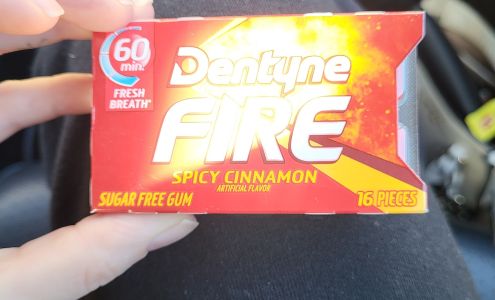 60
min.
FRESH
BREATH*
Dentyne
FIRE
SPICY CINNAMON
ARTIFICIAL FLAVOR
SUGAR FREE GUM
16 PIECES